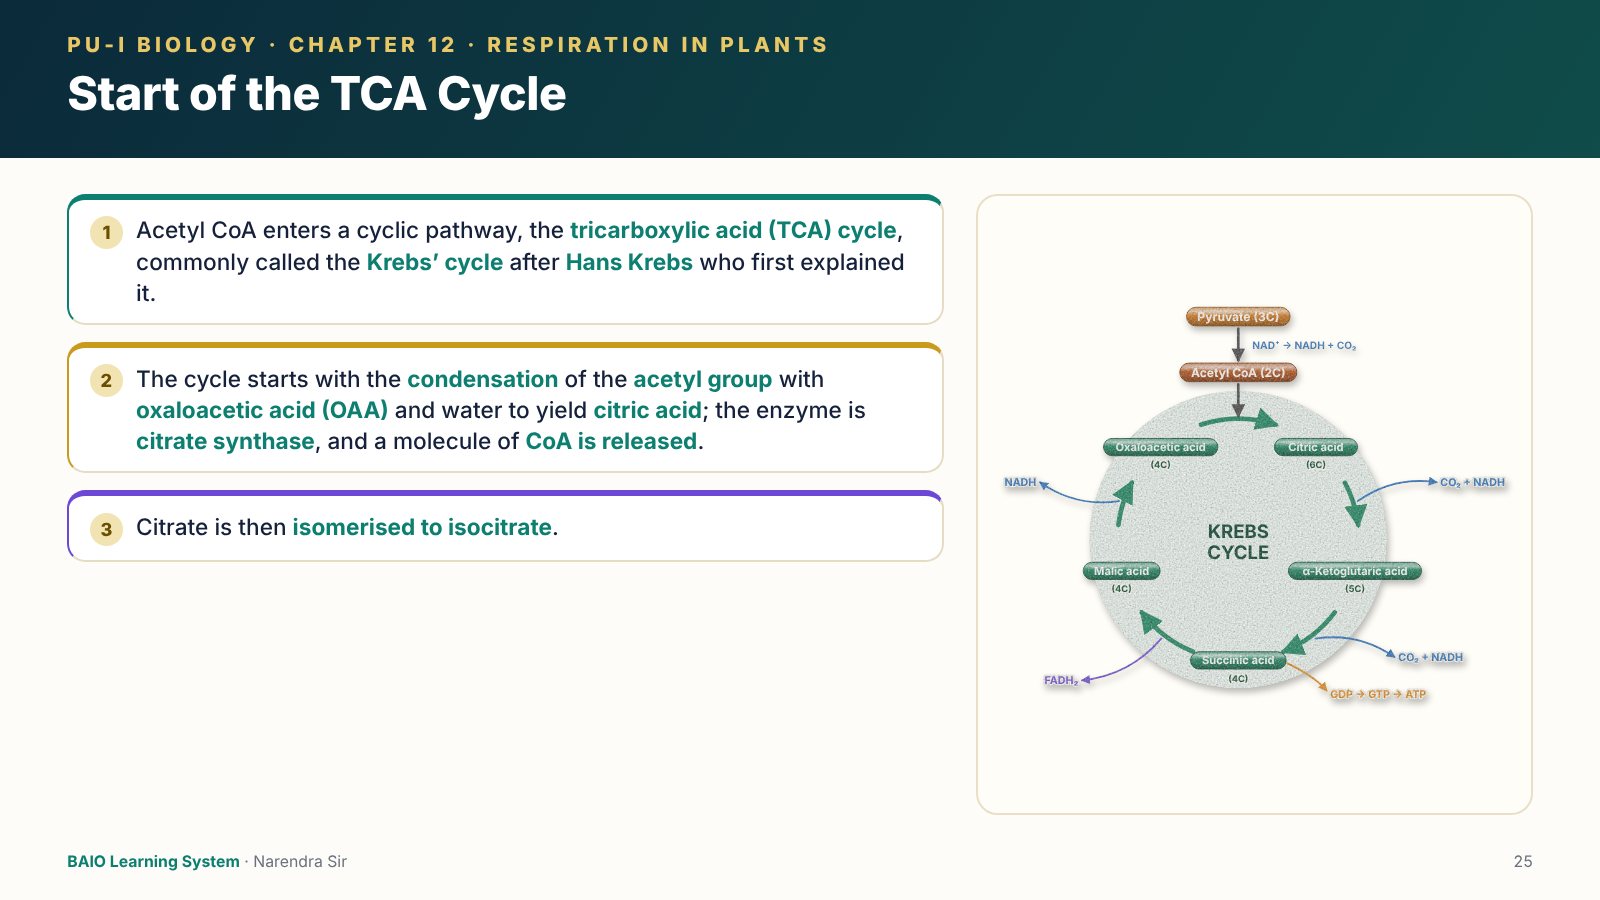 PU-I BIOLOGY · CHAPTER 12 · RESPIRATION IN PLANTS
Start of the TCA Cycle
1
Acetyl CoA enters a cyclic pathway, the tricarboxylic acid (TCA) cycle,
commonly called the Krebs’ cycle after Hans Krebs who first explained
it.
2
The cycle starts with the condensation of the acetyl group with
oxaloacetic acid (OAA) and water to yield citric acid; the enzyme is
citrate synthase, and a molecule of CoA is released.
3
Citrate is then isomerised to isocitrate.
Pyruvate (3C)
NAD⁺ → NADH + CO₂
Acetyl CoA (2C)
Oxaloacetic acid
(4C)
Citric acid
(6C)
NADH
CO₂ + NADH
KREBS
CYCLE
Malic acid
(4C)
α-Ketoglutaric acid
(5C)
Succinic acid
(4C)
CO₂ + NADH
FADH₂
GDP → GTP → ATP
BAIO Learning System · Narendra Sir
25